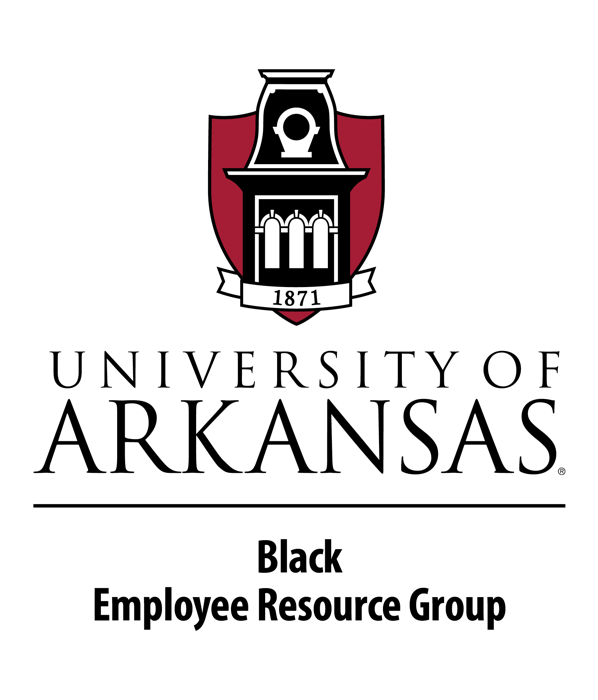 1871
UNIVERSITY OF
ARKANSAS®
Black
Employee Resource Group